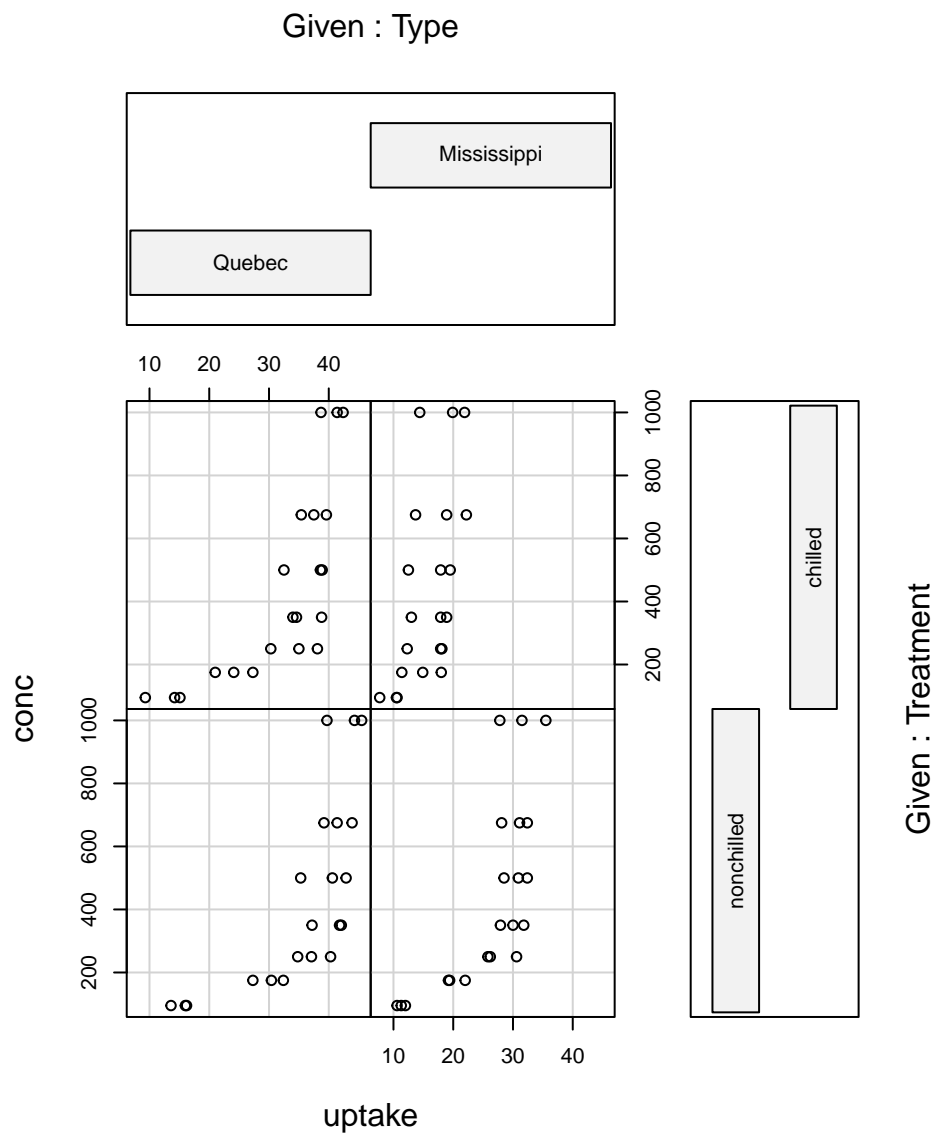 Given : Type
Mississippi
Quebec
10 20 30 40
1000
800
600
400
200
chilled
nonchilled
Given : Treatment
conc
1000
800
600
400
200
10 20 30 40
uptake